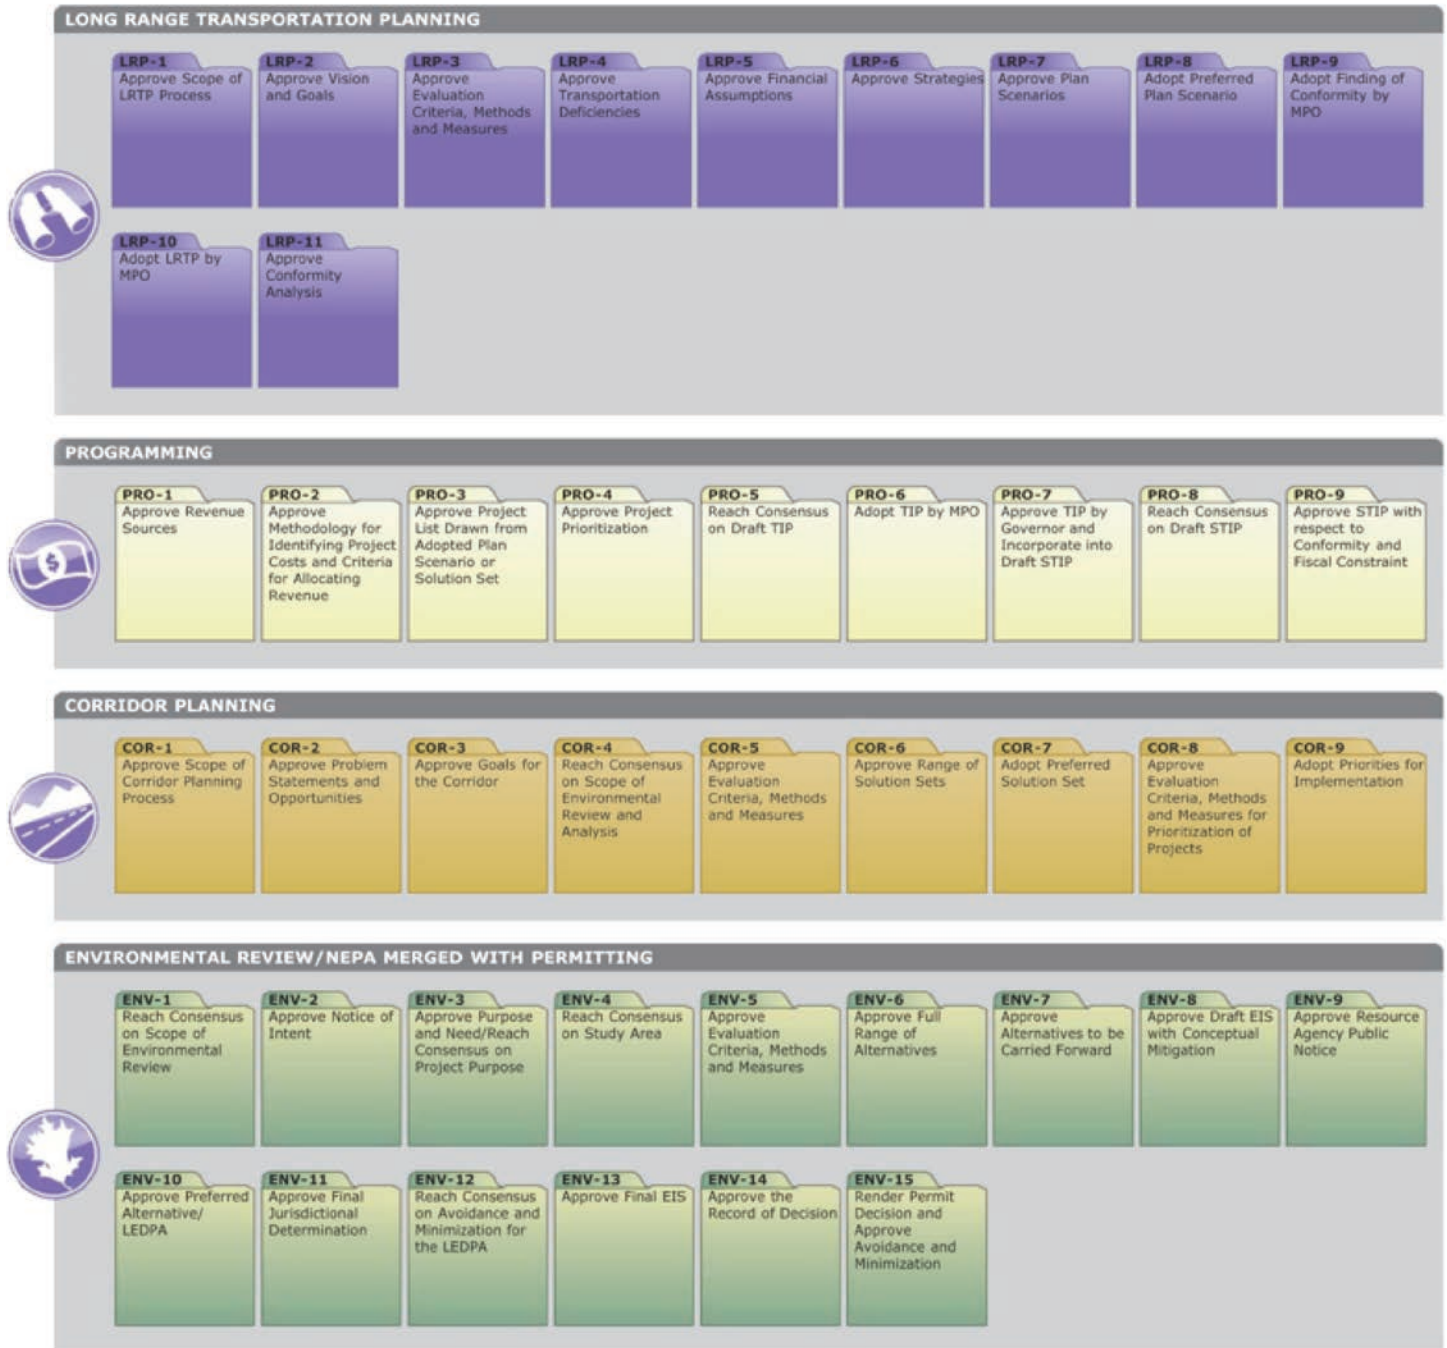 LONG RANGE TRANSPORTATION PLANNING
LRP-1
Approve Scope of
LRTP Process
LRP-2
Approve Vision
and Goals
LRP-3
Approve
Evaluation
Criteria, Methods
and Measures
LRP-4
Approve
Transportation
Deficiencies
LRP-5
Approve Financial
Assumptions
LRP-6
Approve Strategies
LRP-7
Approve Plan
Scenarios
LRP-8
Adopt Preferred
Plan Scenario
LRP-9
Adopt Finding of
Conformity by
MPO
LRP-10
Adopt LRTP by
MPO
LRP-11
Approve
Conformity
Analysis
PROGRAMMING
PRO-1
Approve Revenue
Sources
PRO-2
Approve
Methodology for
Identifying Project
Costs and Criteria
for Allocating
Revenue
PRO-3
Approve Project
List Drawn from
Adopted Plan
Scenario or
Solution Set
PRO-4
Approve Project
Prioritization
PRO-5
Reach Consensus
on Draft TIP
PRO-6
Adopt TIP by MPO
PRO-7
Approve TIP by
Governor and
Incorporate into
Draft STIP
PRO-8
Reach Consensus
on Draft STIP
PRO-9
Approve STIP with
respect to
Conformity and
Fiscal Constraint
$
CORRIDOR PLANNING
COR-1
Approve Scope of
Corridor Planning
Process
COR-2
Approve Problem
Statements and
Opportunities
COR-3
Approve Goals for
the Corridor
COR-4
Reach Consensus
on Scope of
Environmental
Review and
Analysis
COR-5
Approve
Evaluation
Criteria, Methods
and Measures
COR-6
Approve Range of
Solution Sets
COR-7
Adopt Preferred
Solution Set
COR-8
Approve
Evaluation
Criteria, Methods
and Measures for
Prioritization of
Projects
COR-9
Adopt Priorities for
Implementation
ENVIRONMENTAL REVIEW/NEPA MERGED WITH PERMITTING
ENV-1
Reach Consensus
on Scope of
Environmental
Review
ENV-2
Approve Notice of
Intent
ENV-3
Approve Purpose
and Need/Reach
Consensus on
Project Purpose
ENV-4
Reach Consensus
on Study Area
ENV-5
Approve
Evaluation
Criteria, Methods
and Measures
ENV-6
Approve Full
Range of
Alternatives
ENV-7
Approve
Alternatives to be
Carried Forward
ENV-8
Approve Draft EIS
with Conceptual
Mitigation
ENV-9
Approve Resource
Agency Public
Notice
ENV-10
Approve Preferred
Alternative/
LEDPA
ENV-11
Approve Final
Jurisdictional
Determination
ENV-12
Reach Consensus
on Avoidance and
Minimization for
the LEDPA
ENV-13
Approve Final EIS
ENV-14
Approve the
Record of Decision
ENV-15
Render Permit
Decision and
Approve
Avoidance and
Minimization